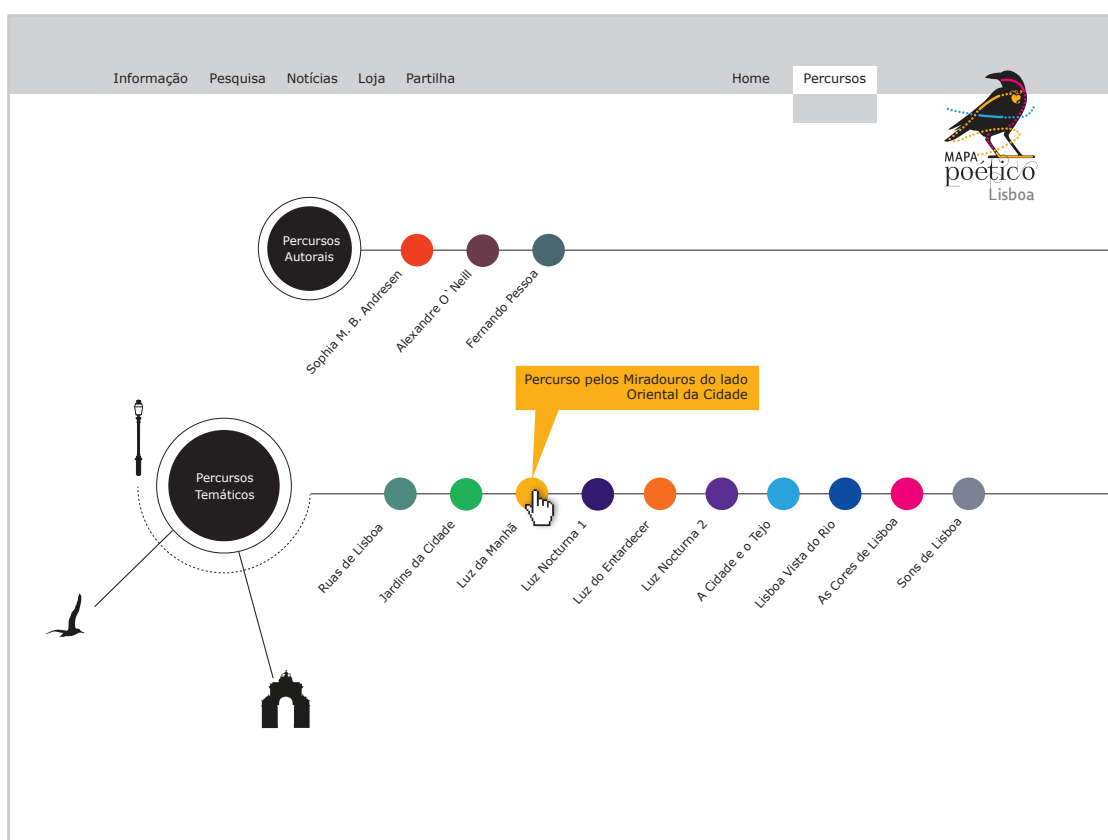 Informação Pesquisa Notícias Loja Partilha Home Percursos
MAPA
poético
Lisboa
Percursos
Autorais
Sophia M. B. Andresen
Alexandre O`Neill
Fernando Pessoa
Percurso pelos Miradouros do lado
Oriental da Cidade
Percursos
Temáticos
Ruas de Lisboa
Jardins da Cidade
Luz da Manhã
Luz Nocturna 1
Luz do Entardecer
Luz Nocturna 2
A Cidade e o Tejo
Lisboa Vista do Rio
As Cores de Lisboa
Sons de Lisboa